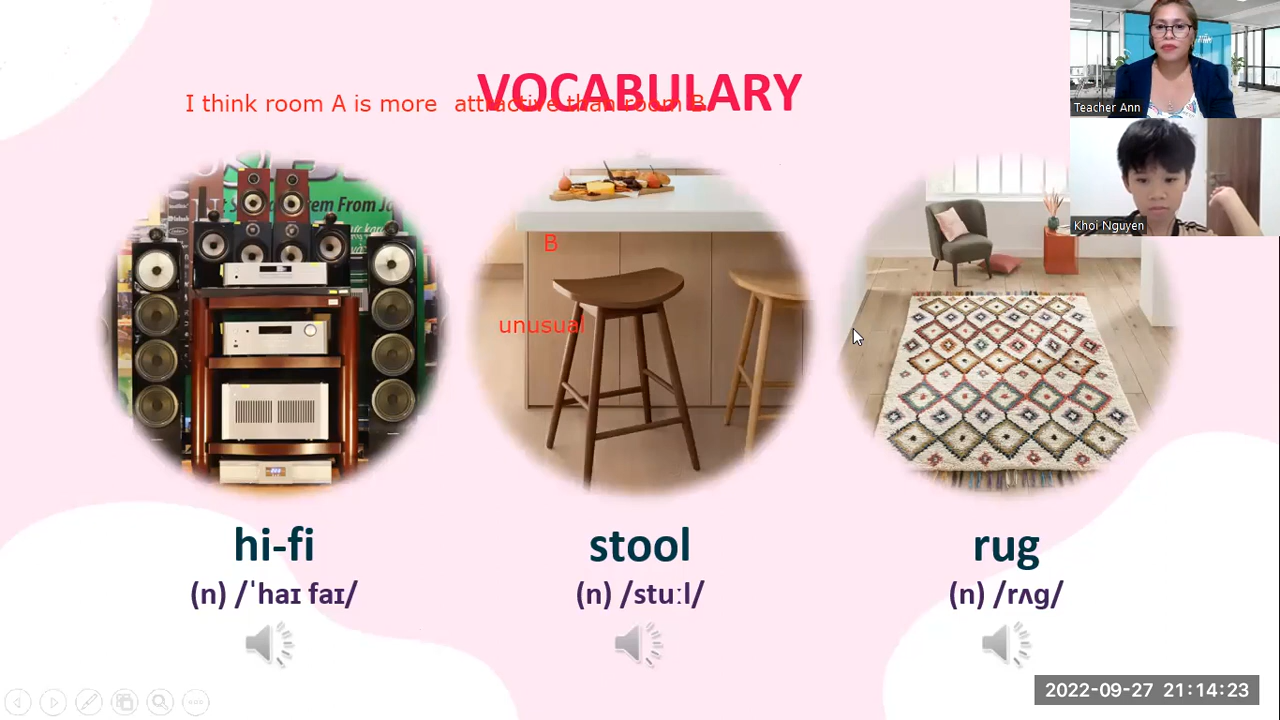 VOCABULARY
I think room A is more attractive than room B.
Teacher Ann
Khoi Nguyen
B
unusual
hi-fi
stool
rug
(n) /ˈhaɪ faɪ/
(n) /stuːl/
(n) /rʌg/
2022-09-27 21:14:23